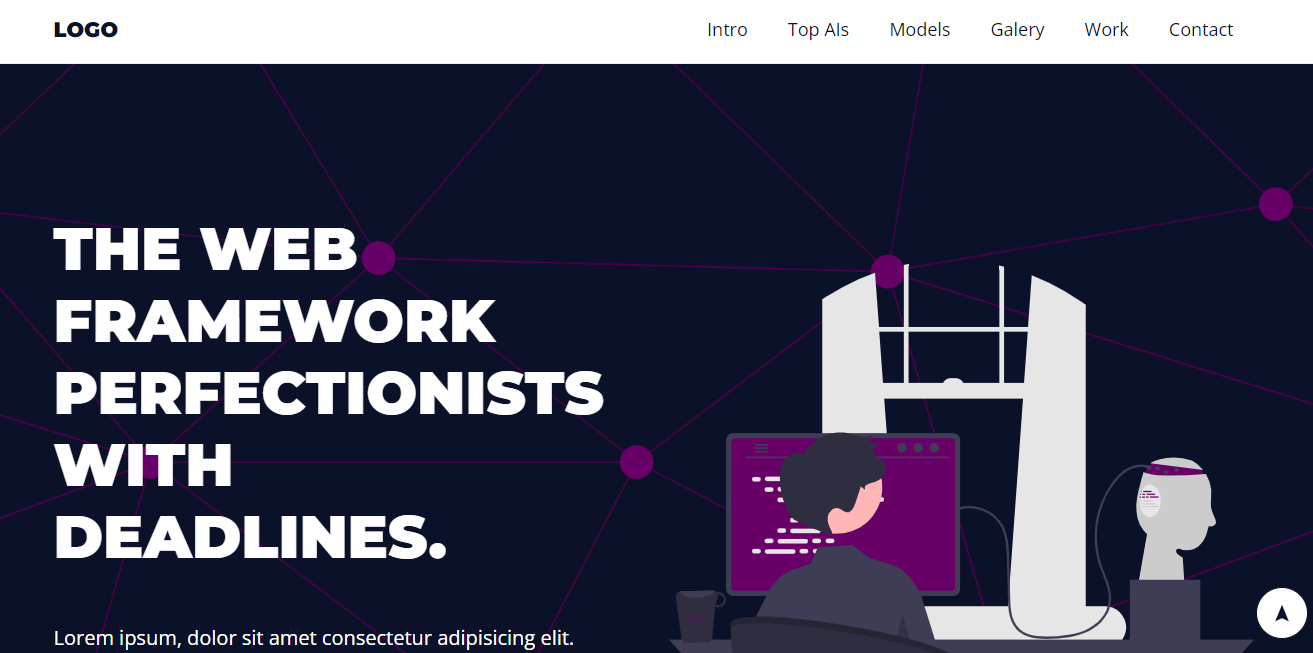 LOGO
Intro Top AIs Models Galery Work Contact
THE WEB
FRAMEWORK
PERFECTIONISTS
WITH
DEADLINES.
Lorem ipsum, dolor sit amet consectetur adipisicing elit.